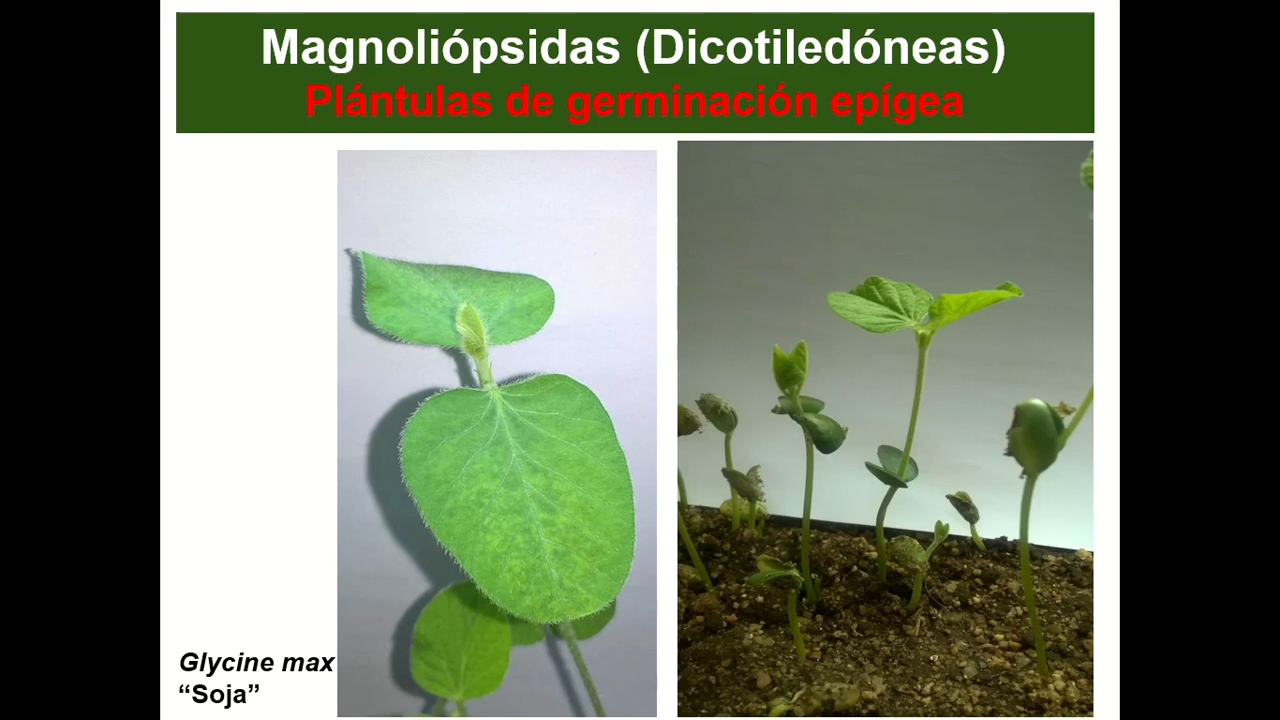 Magnoliópsidas (Dicotiledóneas)
Plántulas de germinación epígea
Glycine max
“Soja”